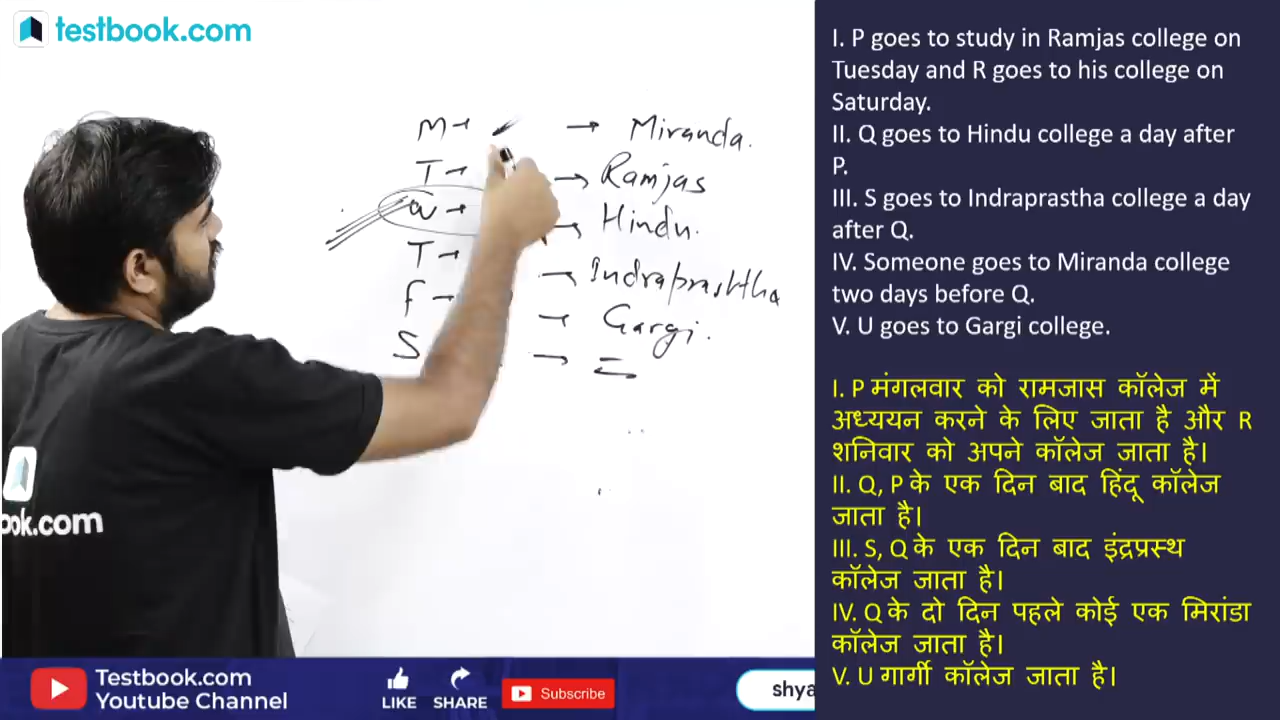 testbook.com
M → → Miranda.
T → → Ramjas
W → → Hindu.
T → → Indraprashtha
F → → Gargi.
S →
ook.com
I. P goes to study in Ramjas college on
Tuesday and R goes to his college on
Saturday.
II. Q goes to Hindu college a day after
P.
III. S goes to Indraprastha college a day
after Q.
IV. Someone goes to Miranda college
two days before Q.
V. U goes to Gargi college.
I. P मंगलवार को रामजास कॉलेज में
अध्ययन करने के लिए जाता है और R
शनिवार को अपने कॉलेज जाता है।
II. Q, P के एक दिन बाद हिंदू कॉलेज
जाता है।
III. S, Q के एक दिन बाद इंद्रप्रस्थ
कॉलेज जाता है।
IV. Q के दो दिन पहले कोई एक मिरांडा
कॉलेज जाता है।
V. U गार्गी कॉलेज जाता है।
Testbook.com
Youtube Channel
LIKE
SHARE
Subscribe
shya